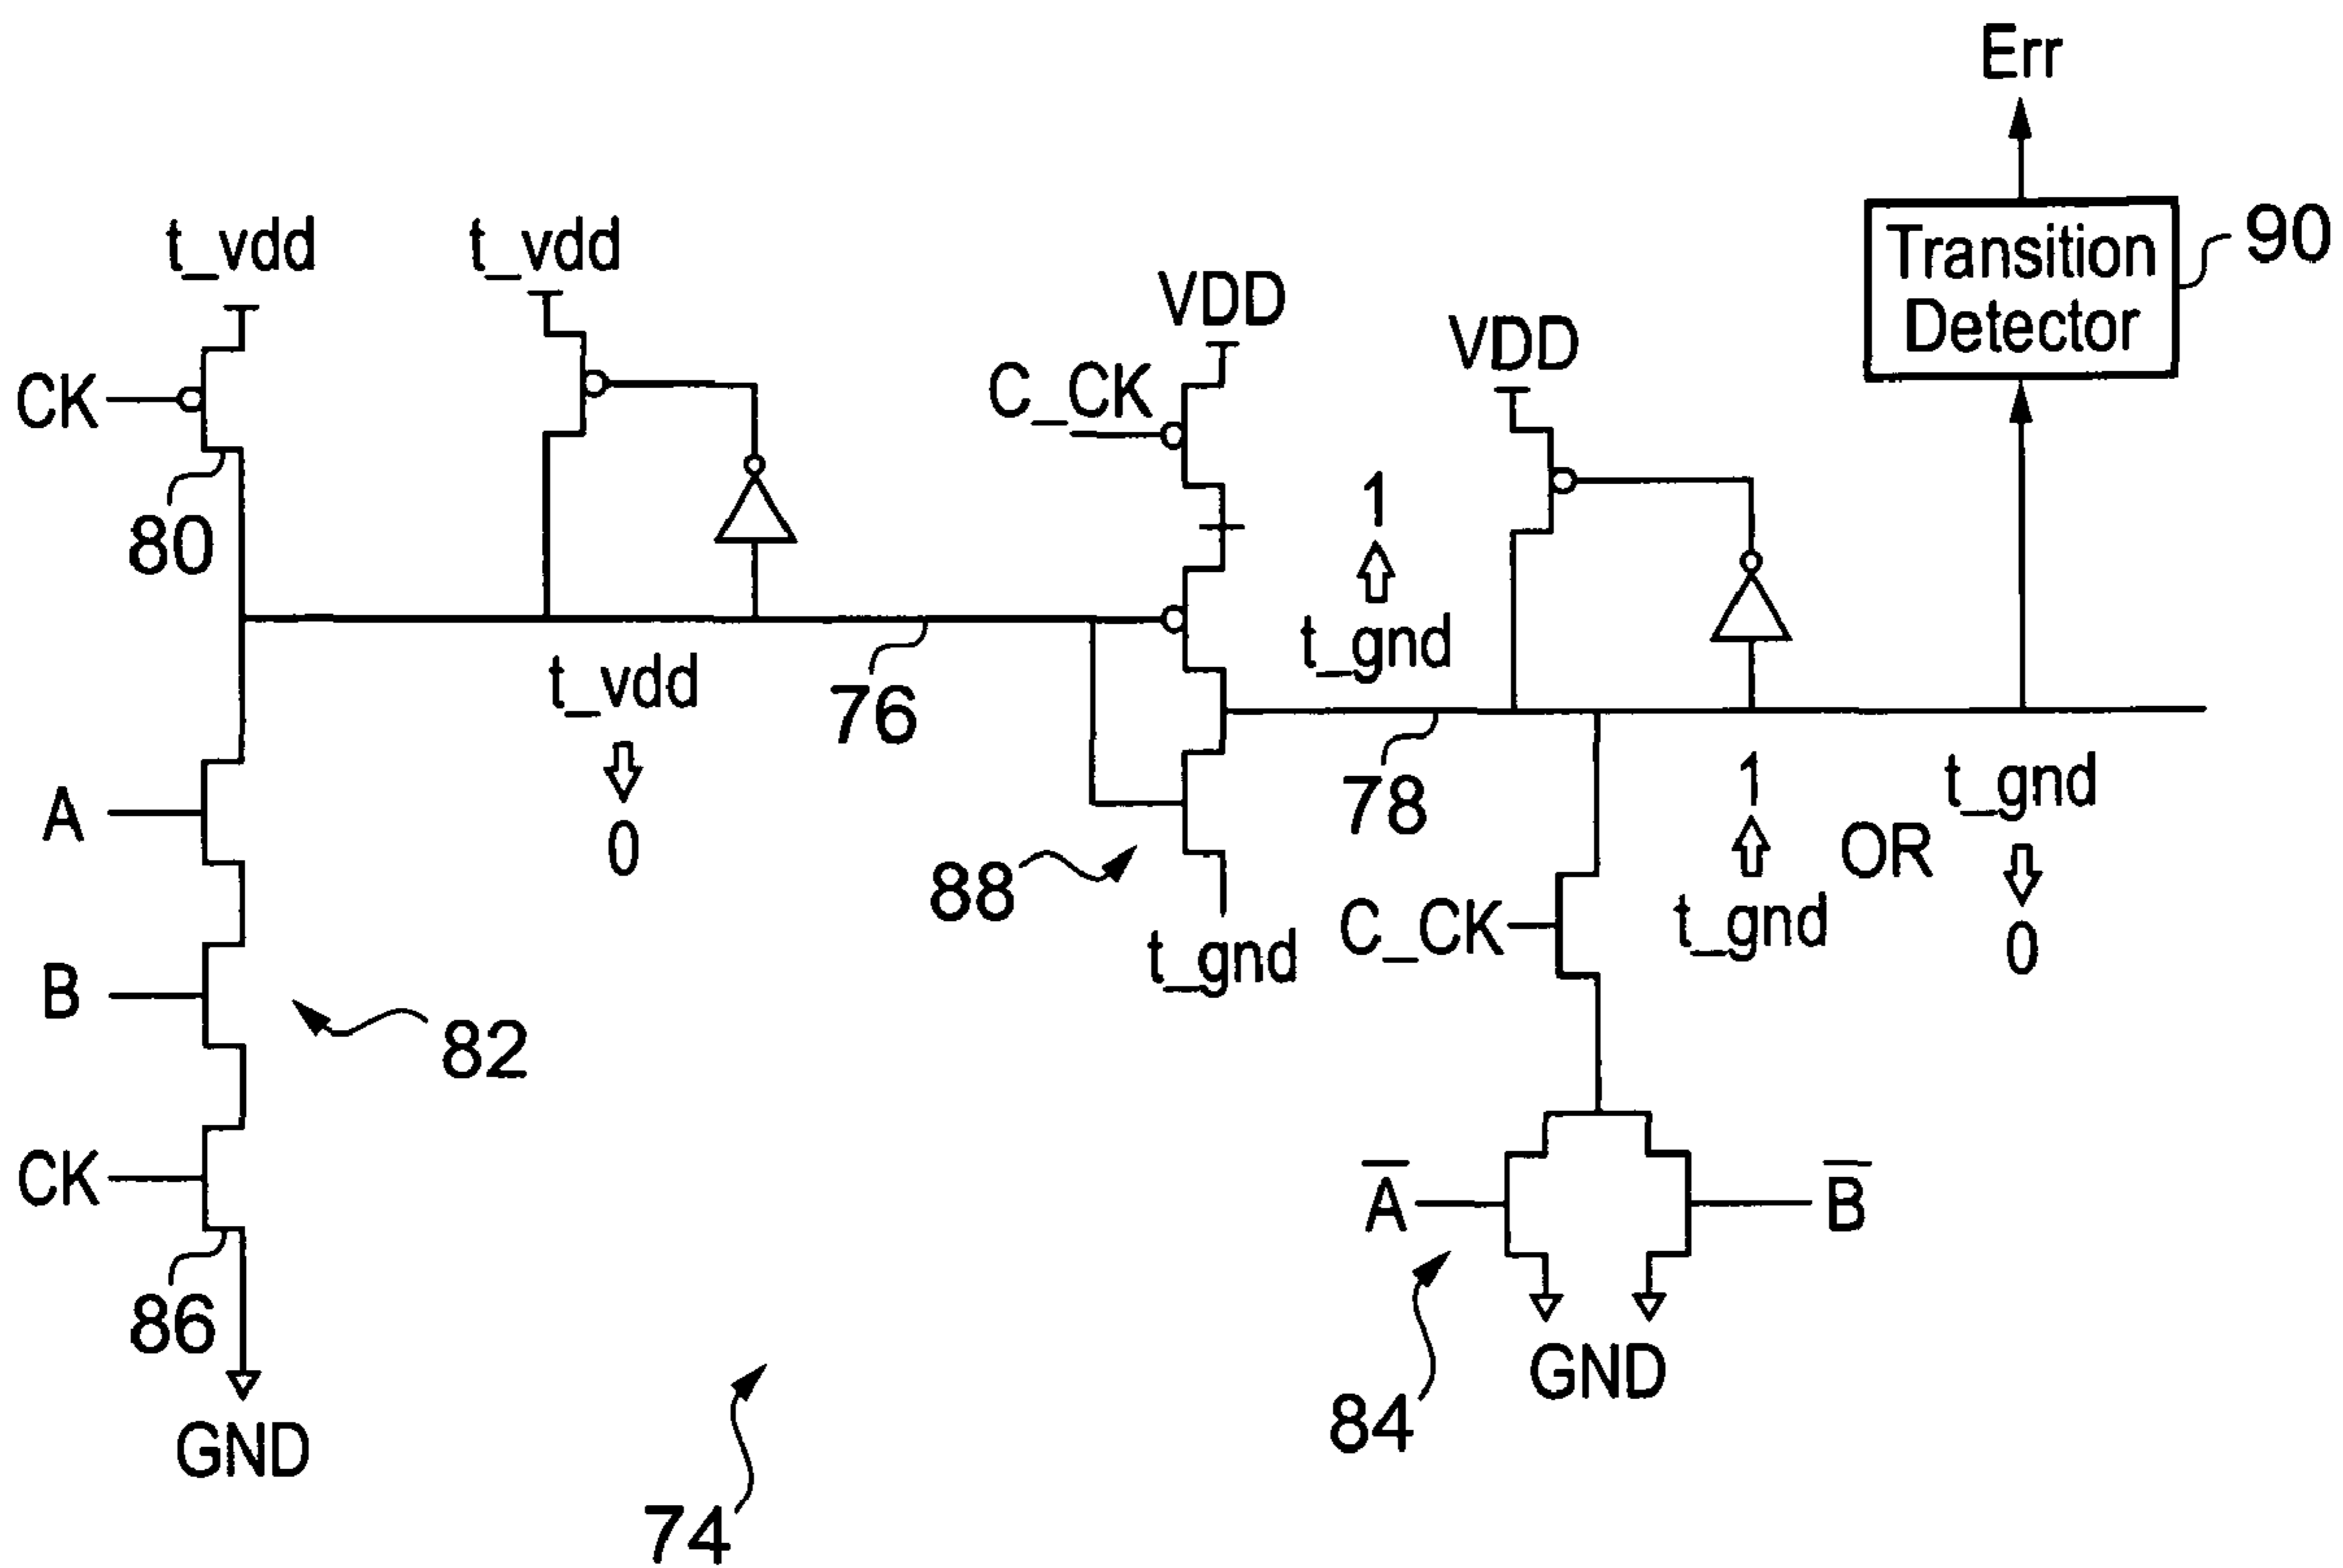 Err
Transition
Detector
90
t_vdd
t_vdd
VDD
VDD
CK
C_CK
80
1
t_gnd
t_vdd
0
76
78
1
t_gnd
OR
t_gnd
0
A
88
t_gnd
C_CK
B
82
CK
86
GND
A̅
B̅
84
GND
74